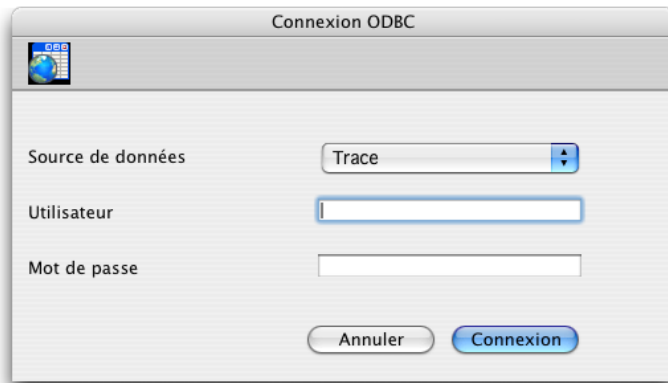 Connexion ODBC
Source de données
Trace
Utilisateur
Mot de passe
Annuler
Connexion